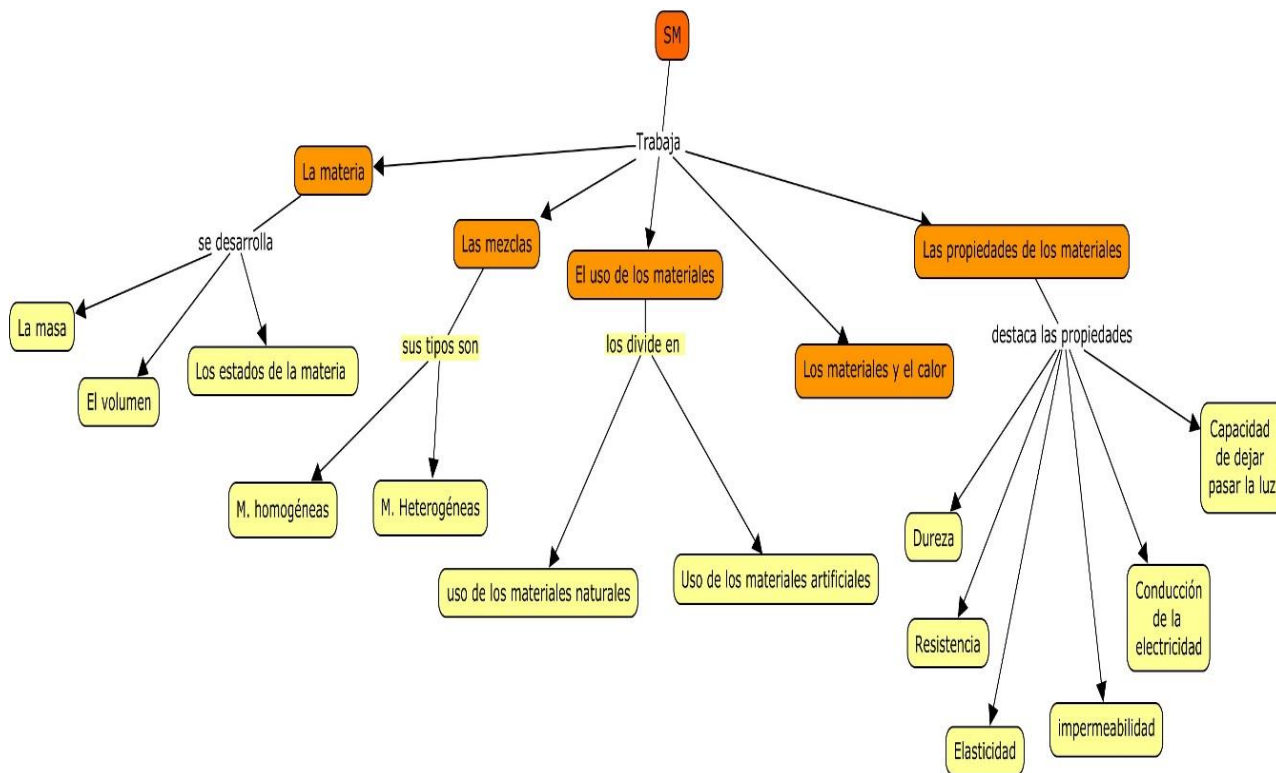 SM
Trabaja
La materia
Las mezclas
El uso de los materiales
Las propiedades de los materiales
se desarrolla
La masa
El volumen
Los estados de la materia
sus tipos son
M. homogéneas
M. Heterogéneas
los divide en
uso de los materiales naturales
Uso de los materiales artificiales
Los materiales y el calor
destaca las propiedades
Dureza
Resistencia
Elasticidad
impermeabilidad
Conducción
de la
electricidad
Capacidad
de dejar
pasar la luz